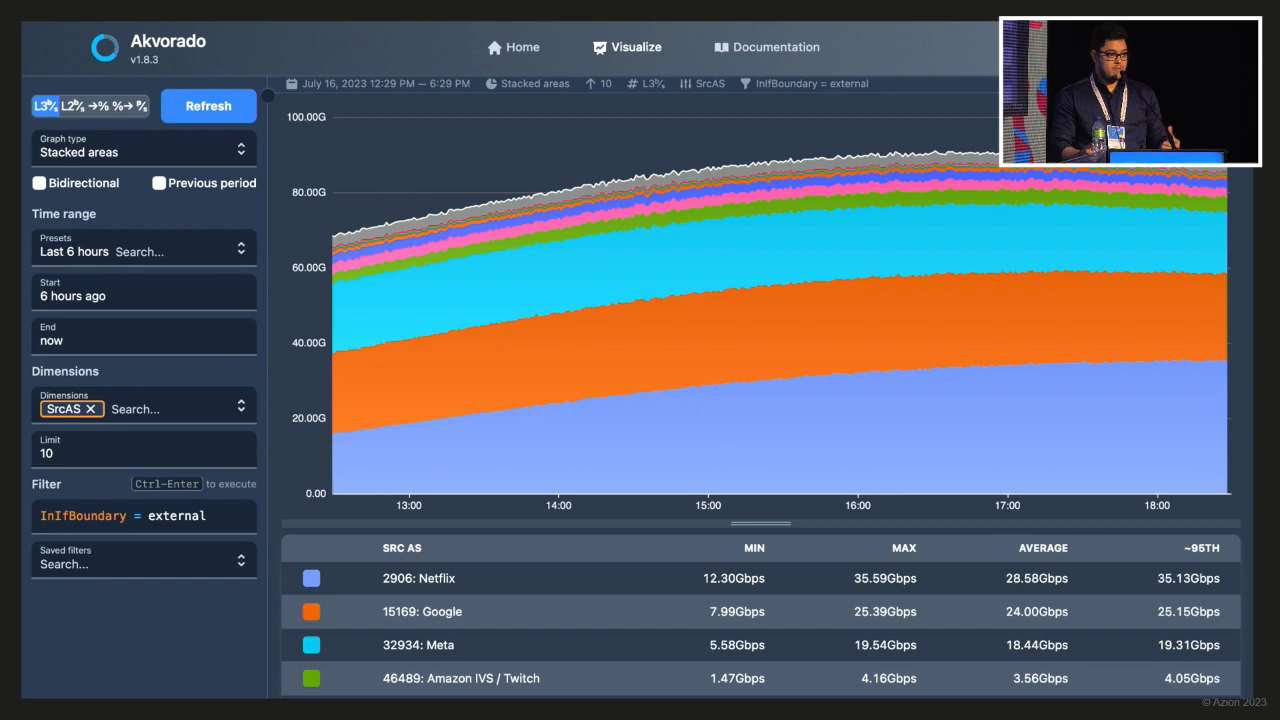 Akvorado
v1.8.3
Home
Visualize
Documentation
L3% L2% →% %→
Refresh
July 16, 2023 12:29 PM — 6:29 PM
Stacked areas
10
L3%
SrcAS
InIfBoundary = external
Graph type
Stacked areas
Bidirectional
Previous period
Time range
Presets
Last 6 hours Search...
Start
6 hours ago
End
now
Dimensions
Dimensions
SrcAS Search...
Limit
10
Filter
Ctrl-Enter to execute
InIfBoundary = external
Saved filters
Search...
100.00G
80.00G
60.00G
40.00G
20.00G
0.00
13:00 14:00 15:00 16:00 17:00 18:00
SRC AS MIN MAX AVERAGE ~95TH
2906: Netflix 12.30Gbps 35.59Gbps 28.58Gbps 35.13Gbps
15169: Google 7.99Gbps 25.39Gbps 24.00Gbps 25.15Gbps
32934: Meta 5.58Gbps 19.54Gbps 18.44Gbps 19.31Gbps
46489: Amazon IVS / Twitch 1.47Gbps 4.16Gbps 3.56Gbps 4.05Gbps
© Azion 2023